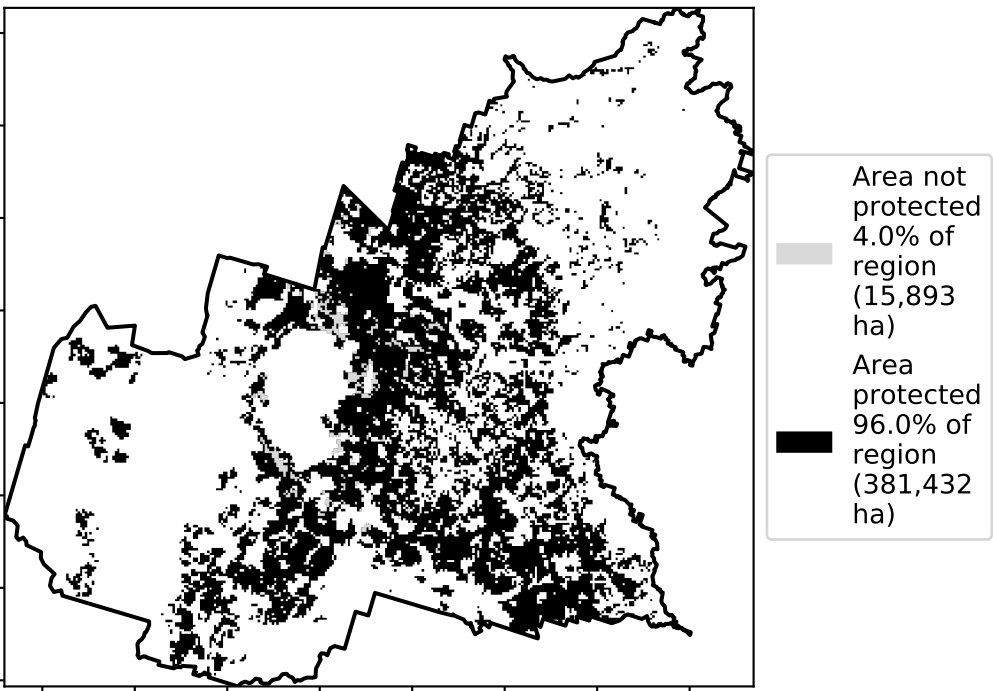 Area not
protected
4.0% of
region
(15,893
ha)
Area
protected
96.0% of
region
(381,432
ha)